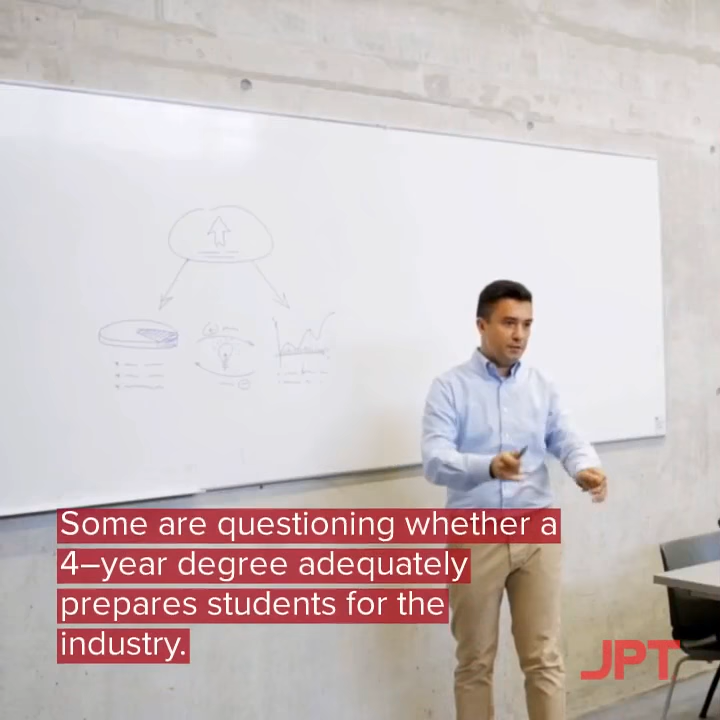 Some are questioning whether a
4–year degree adequately
prepares students for the
industry.
JPT